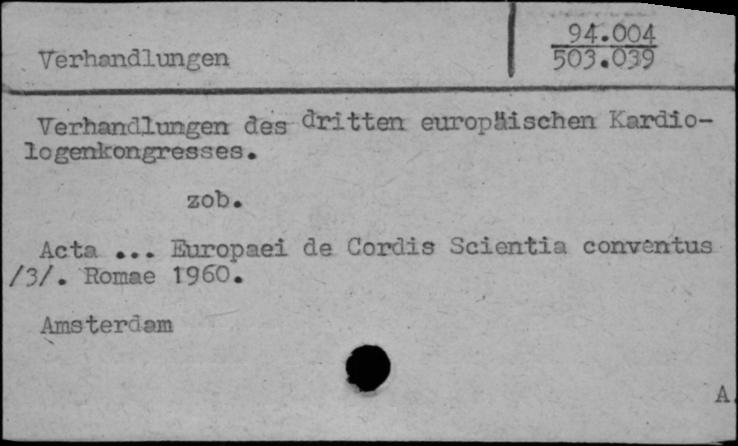 Verhandlungen
94.004
503.039
Verhandlungen des dritten europäischen Kardio-
logenkongresses.
zob.
Acta ... Europaei de Cordis Scientia conventus
/3/. Romae 1960.
Amsterdam
A.